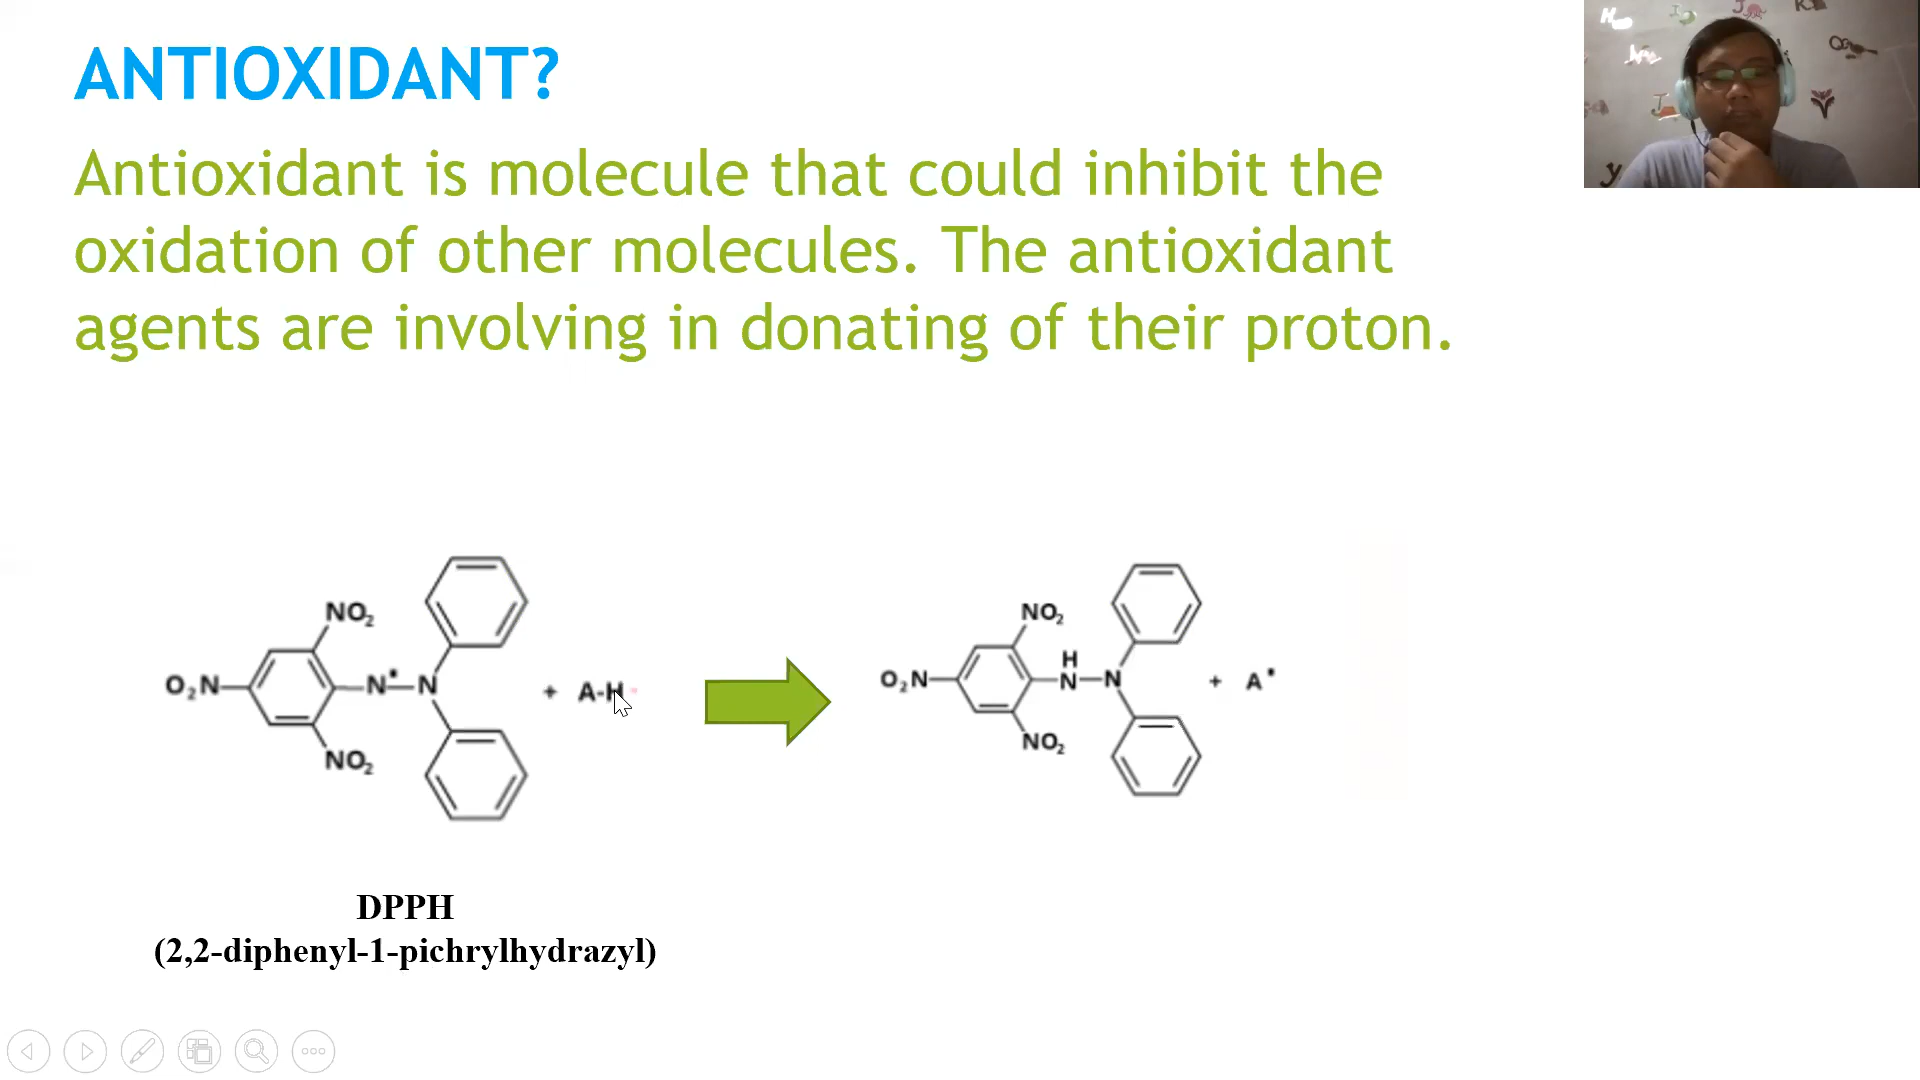 ANTIOXIDANT?
Antioxidant is molecule that could inhibit the
oxidation of other molecules. The antioxidant
agents are involving in donating of their proton.
NO₂
O₂N
N•
N
NO₂
+ A-H
NO₂
O₂N
H
N
N
NO₂
+ A•
DPPH
(2,2-diphenyl-1-pichrylhydrazyl)